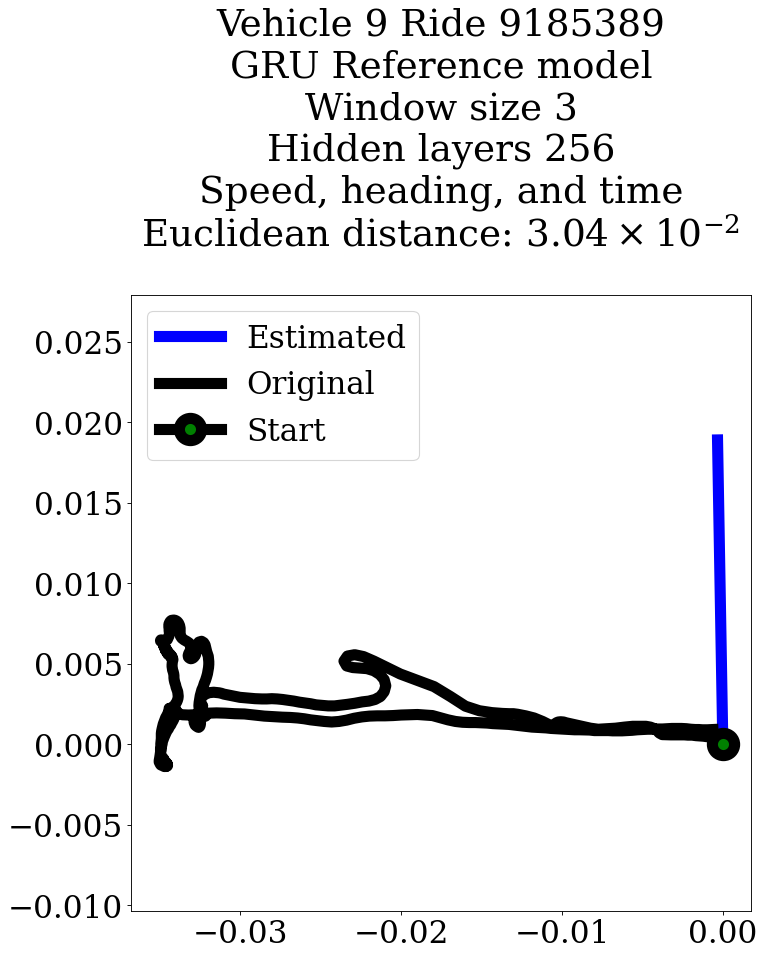 Vehicle 9 Ride 9185389
GRU Reference model
Window size 3
Hidden layers 256
Speed, heading, and time
Euclidean distance: 3.04 × 10⁻²
Estimated
Original
Start
0.025
0.020
0.015
0.010
0.005
0.000
−0.005
−0.010
−0.03 −0.02 −0.01 0.00